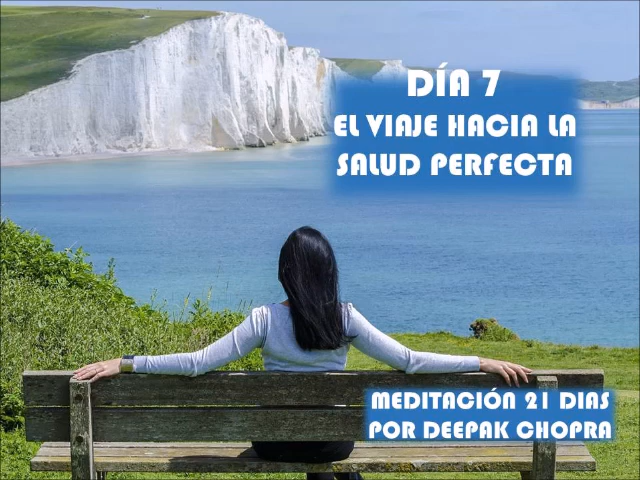 DÍA 7
EL VIAJE HACIA LA
SALUD PERFECTA
MEDITACIÓN 21 DIAS
POR DEEPAK CHOPRA